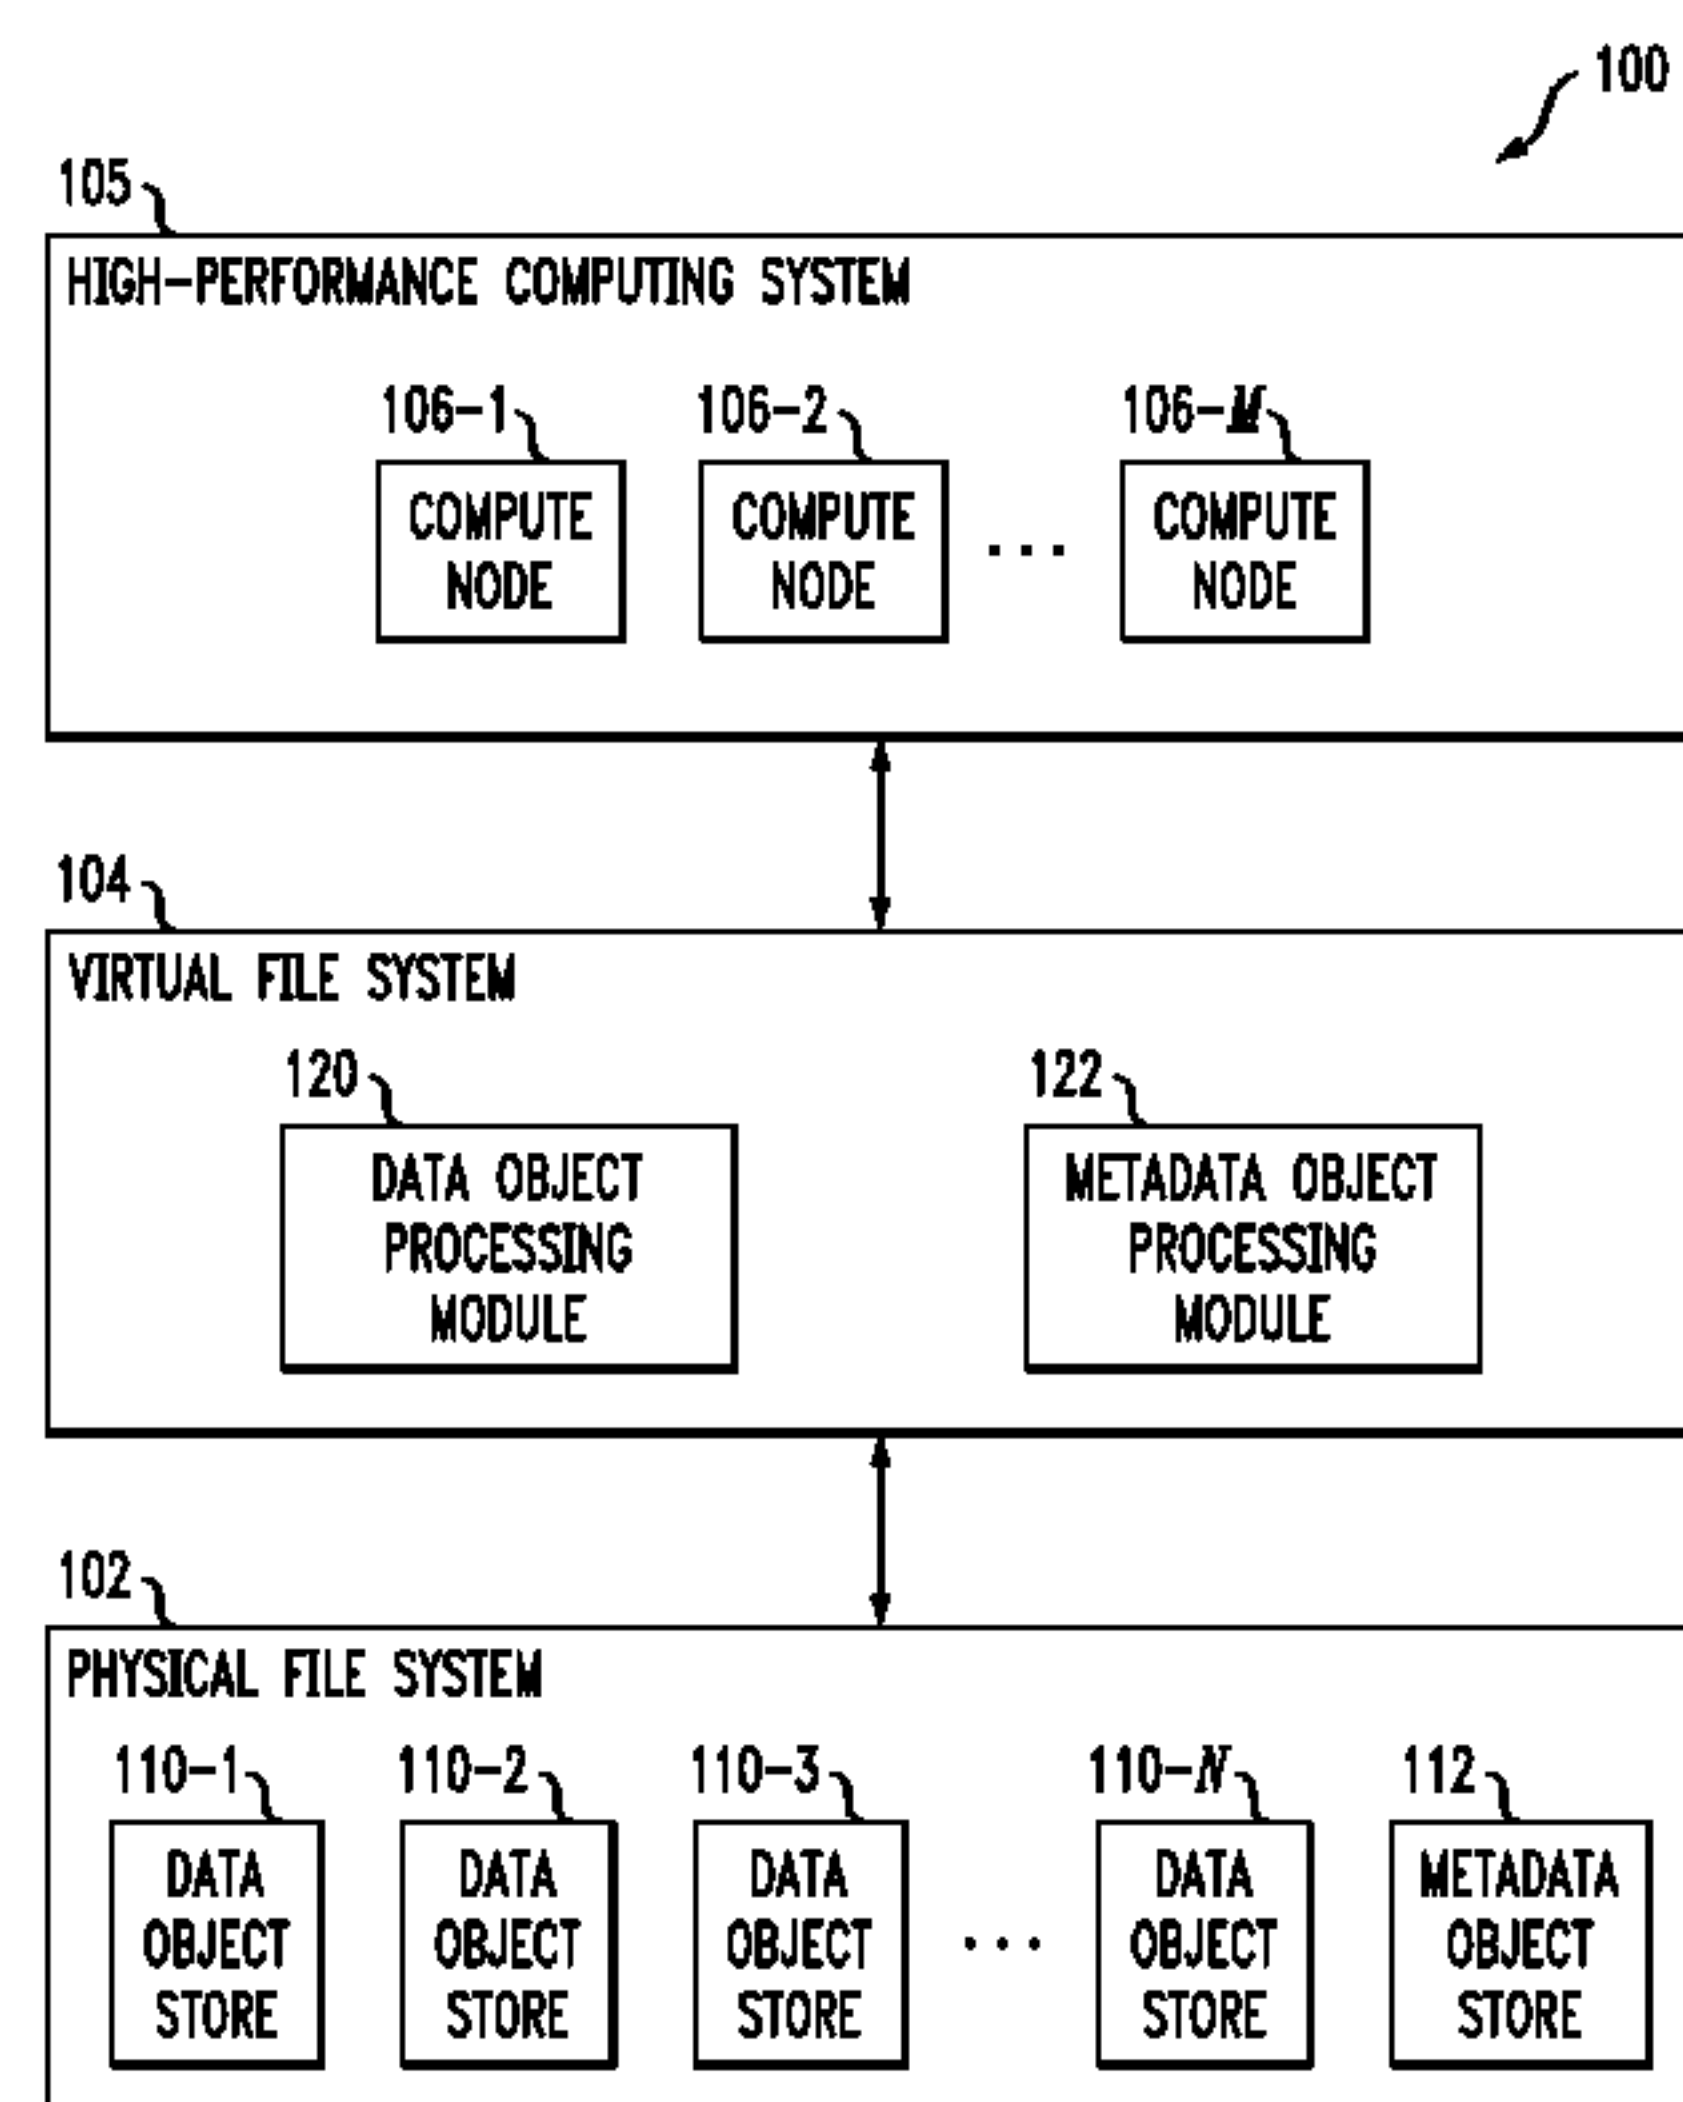 100
105
HIGH-PERFORMANCE COMPUTING SYSTEM
106-1 106-2 106-M
COMPUTE NODE
COMPUTE NODE
...
COMPUTE NODE
104
VIRTUAL FILE SYSTEM
120
DATA OBJECT
PROCESSING
MODULE
122
METADATA OBJECT
PROCESSING
MODULE
102
PHYSICAL FILE SYSTEM
110-1
DATA
OBJECT
STORE
110-2
DATA
OBJECT
STORE
110-3
DATA
OBJECT
STORE
...
110-N
DATA
OBJECT
STORE
112
METADATA
OBJECT
STORE